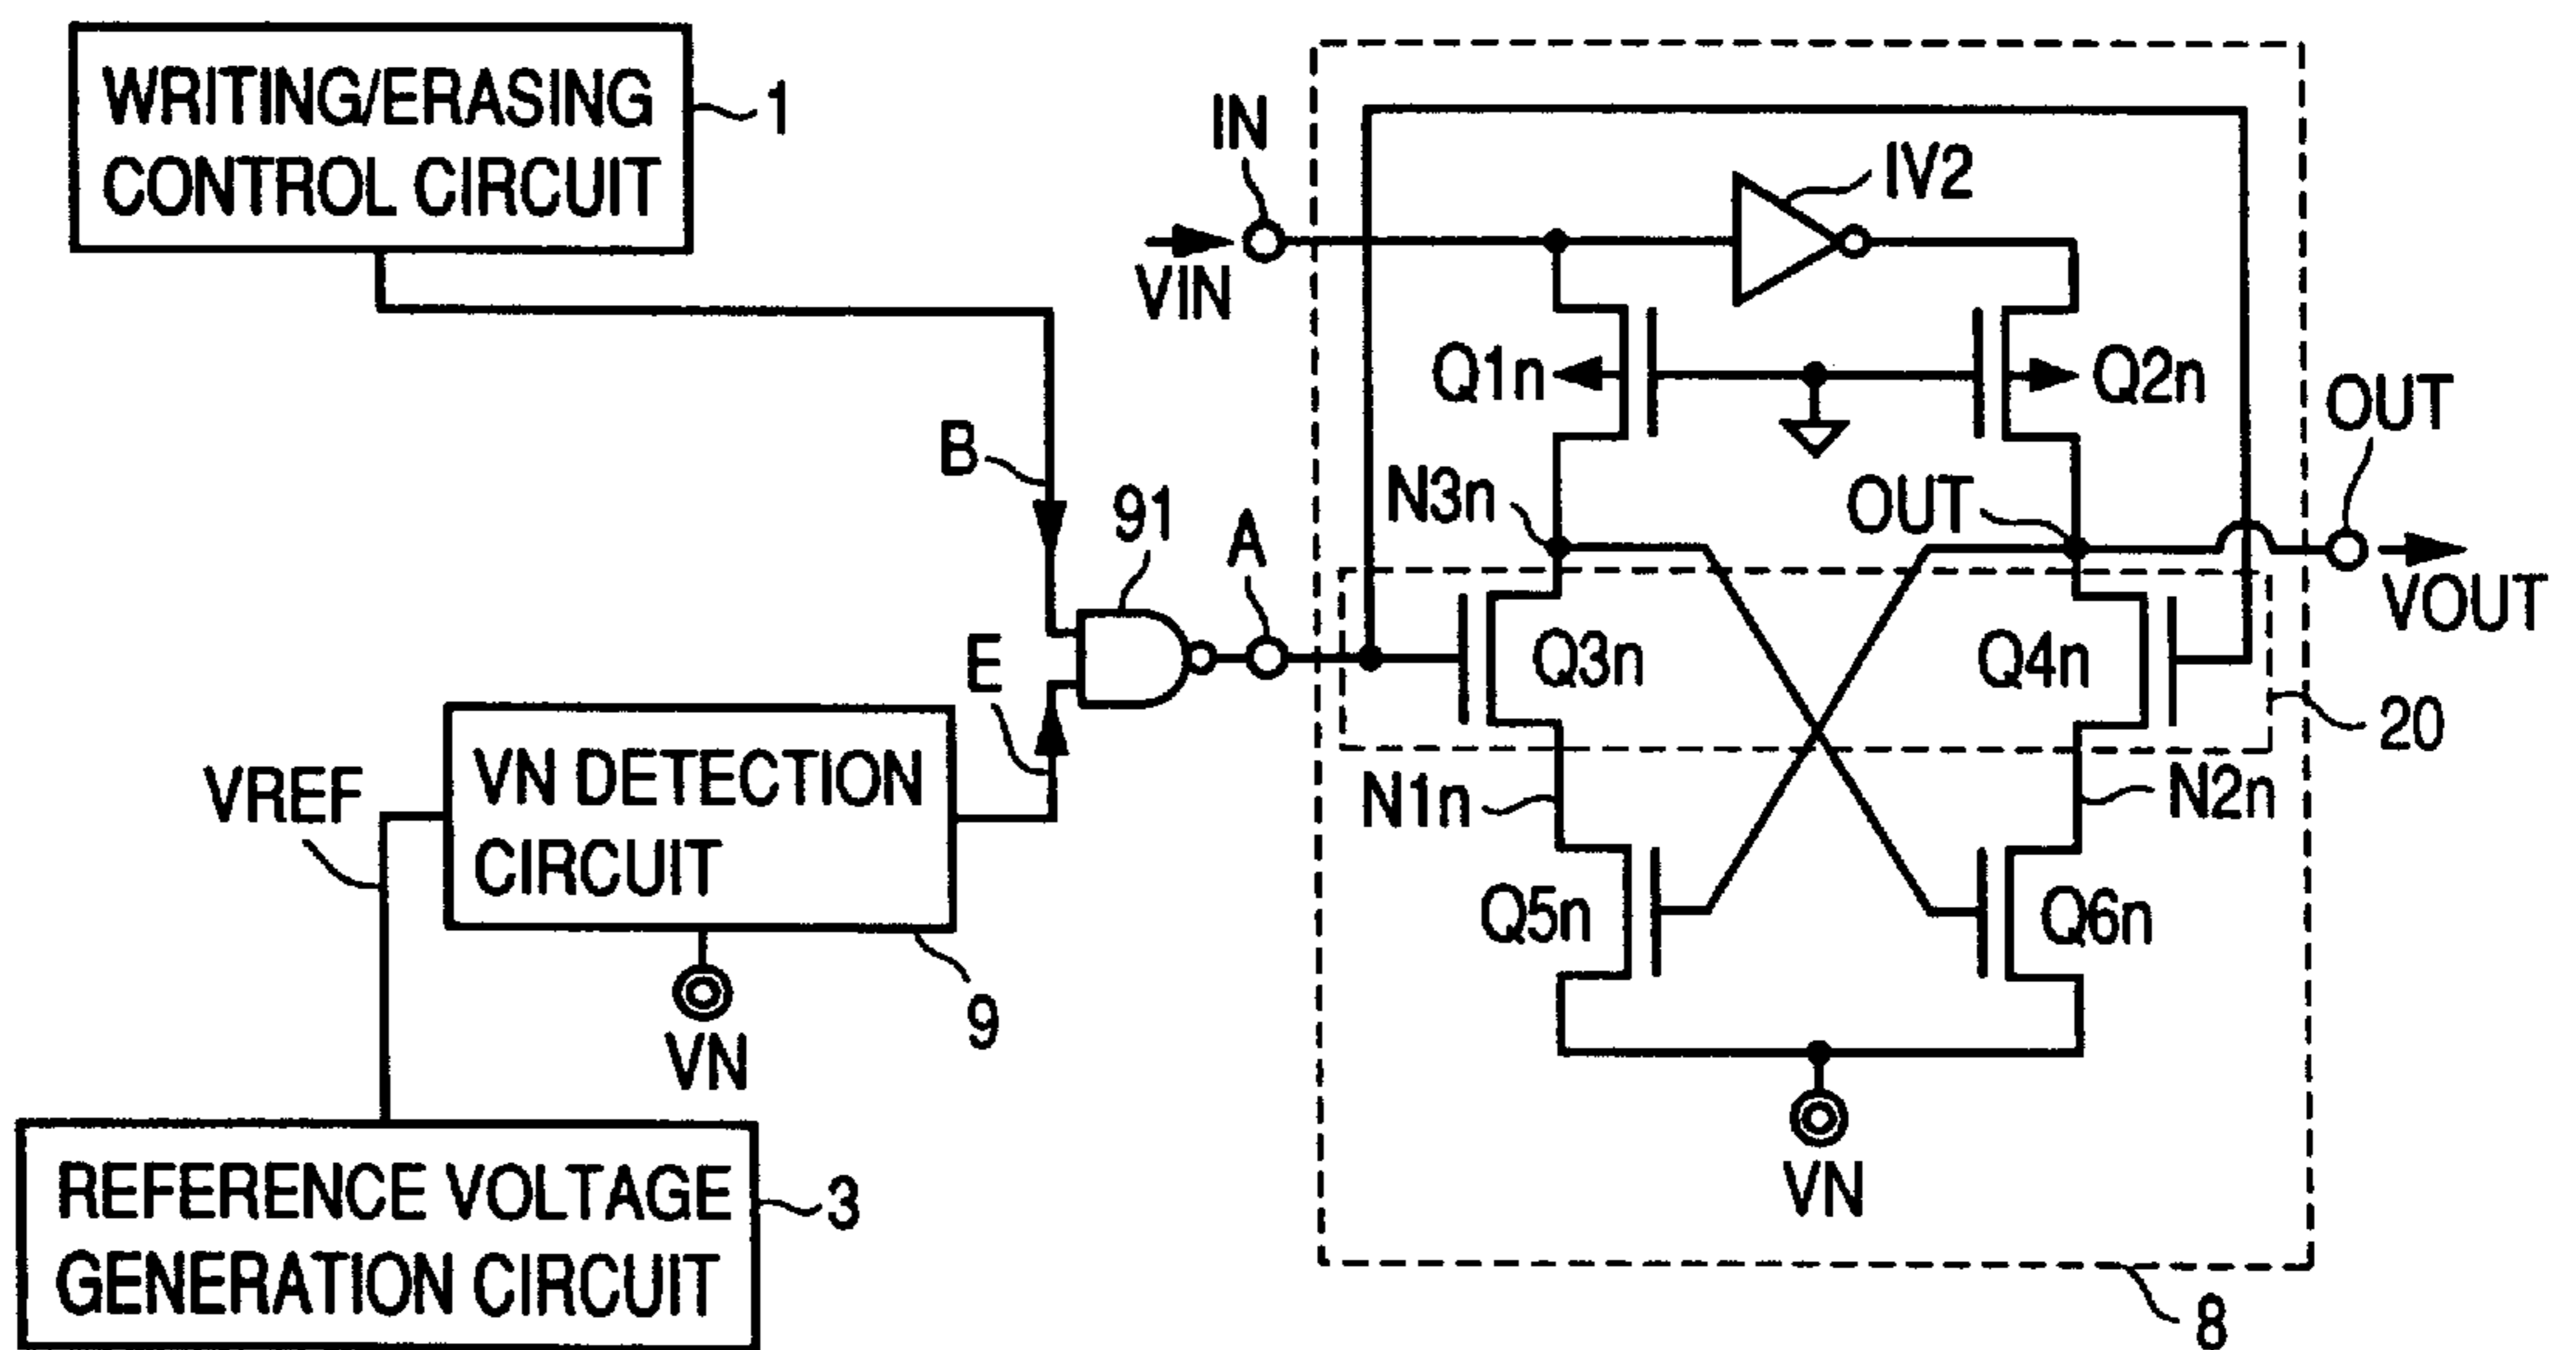 WRITING/ERASING
CONTROL CIRCUIT
1
B
91
A
E
VREF
VN DETECTION
CIRCUIT
VN
9
REFERENCE VOLTAGE
GENERATION CIRCUIT
3
IN
VIN
IV2
Q1n
Q2n
OUT
VOUT
N3n
OUT
Q3n
Q4n
20
N1n
N2n
Q5n
Q6n
VN
8